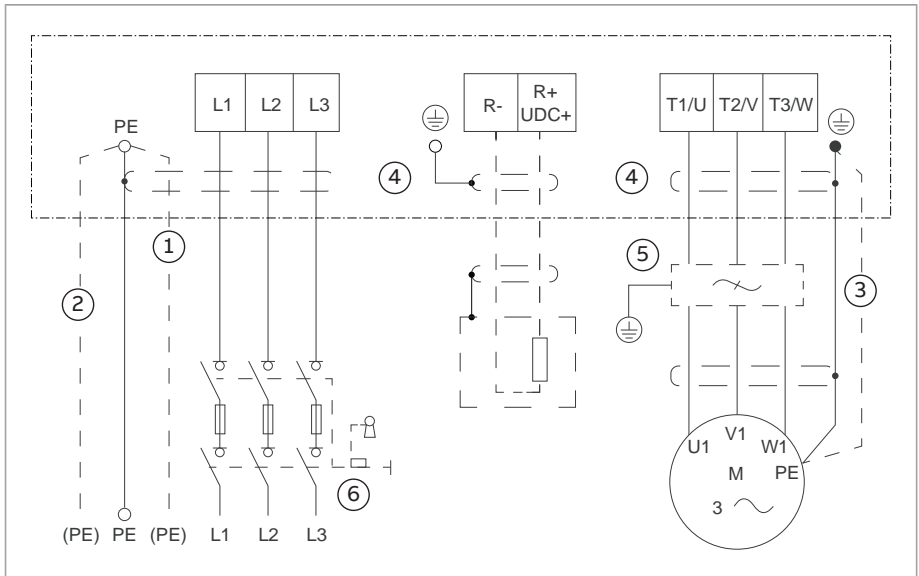 L1 L2 L3 R- R+ UDC+ T1/U T2/V T3/W
PE
4 4
1
5
2 3
V1
U1 W1
M PE
6
3
(PE) PE (PE) L1 L2 L3